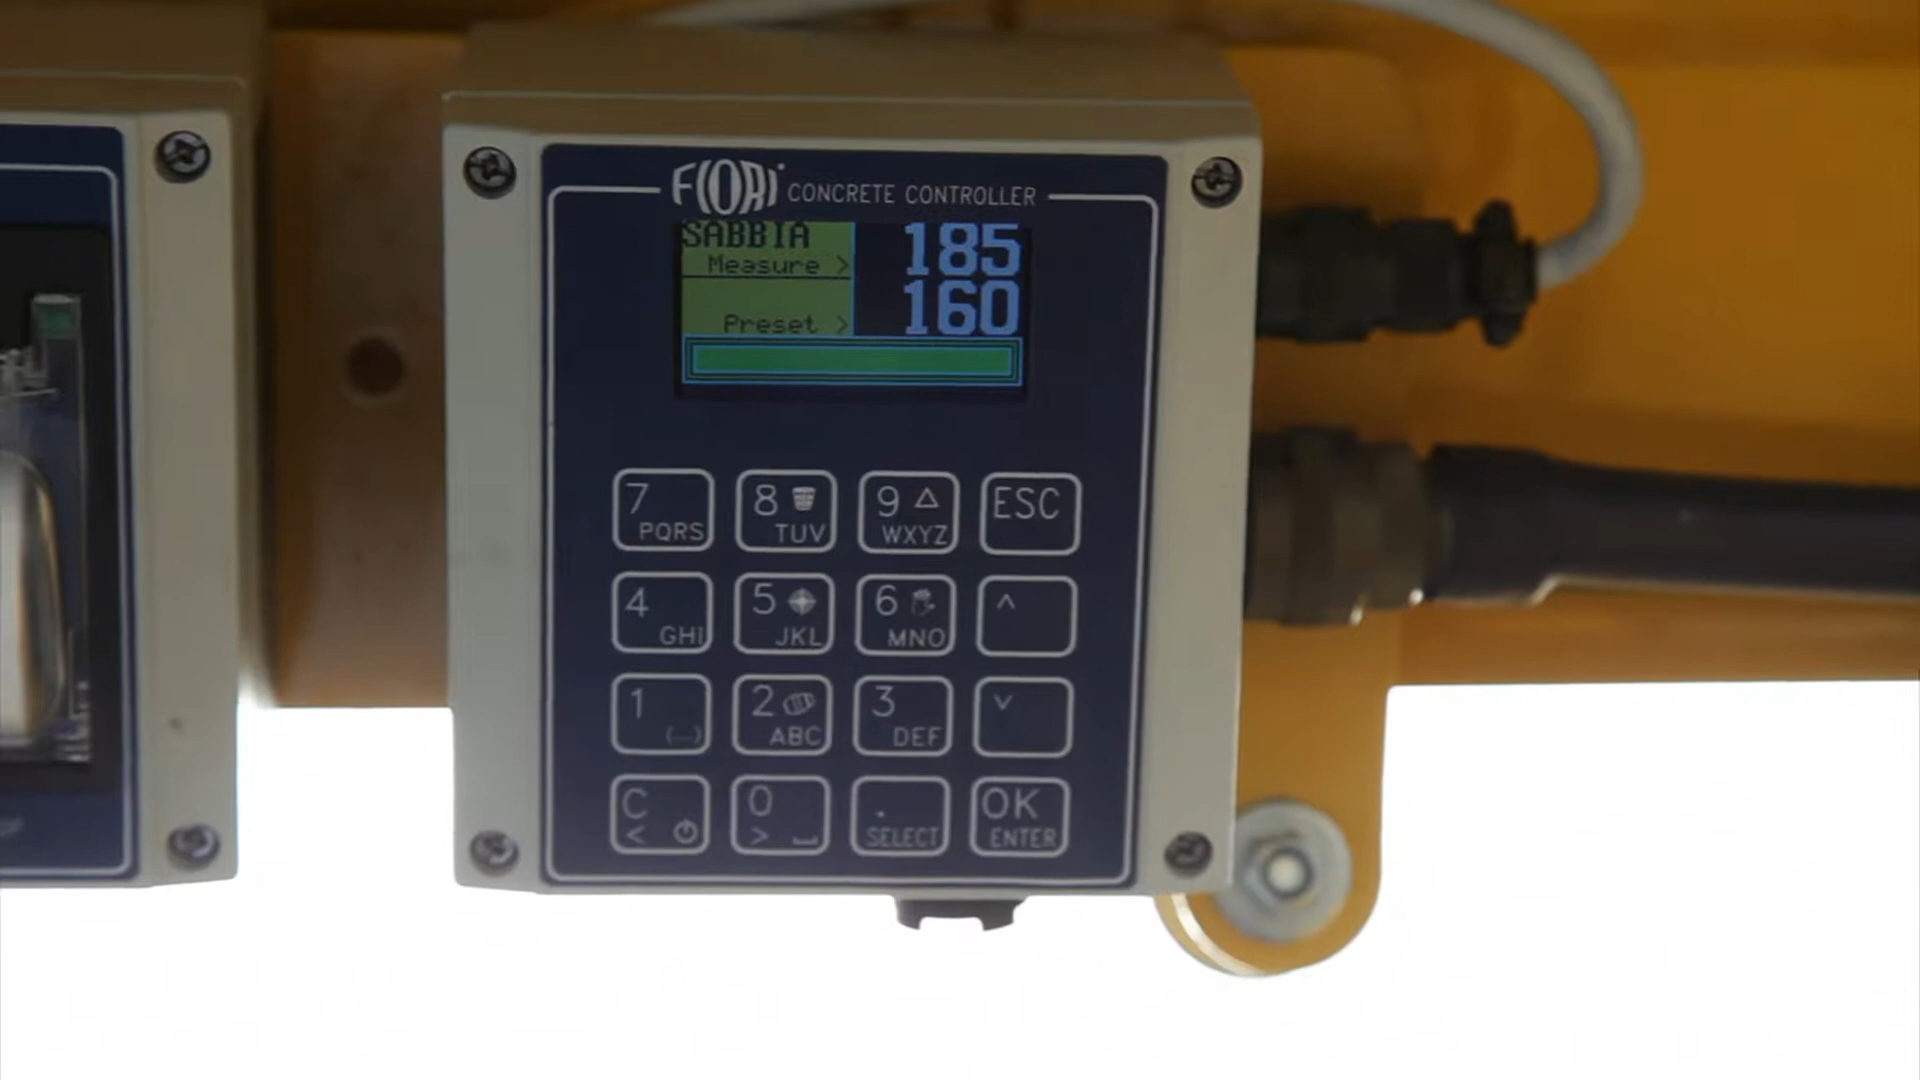 FIORI CONCRETE CONTROLLER
SABBIA 185
Measure >
160
Preset >
7 PQRS
8 TUV
9 WXYZ
ESC
4 GHI
5 JKL
6 MNO
^
1 (...)
2 ABC
3 DEF
v
C <
0 >
. SELECT
OK ENTER